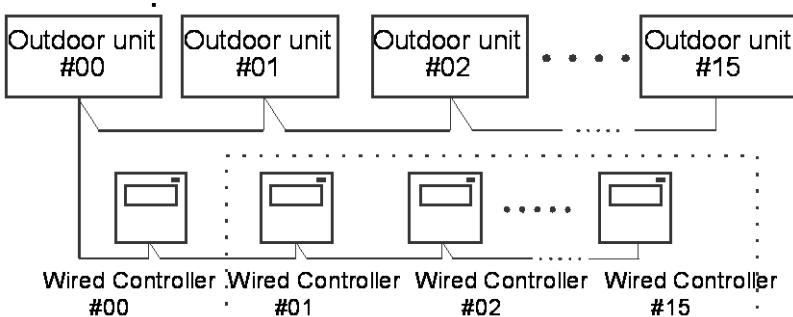 Outdoor unit
#00
Outdoor unit
#01
Outdoor unit
#02
Outdoor unit
#15
Wired Controller
#00
Wired Controller
#01
Wired Controller
#02
Wired Controller
#15